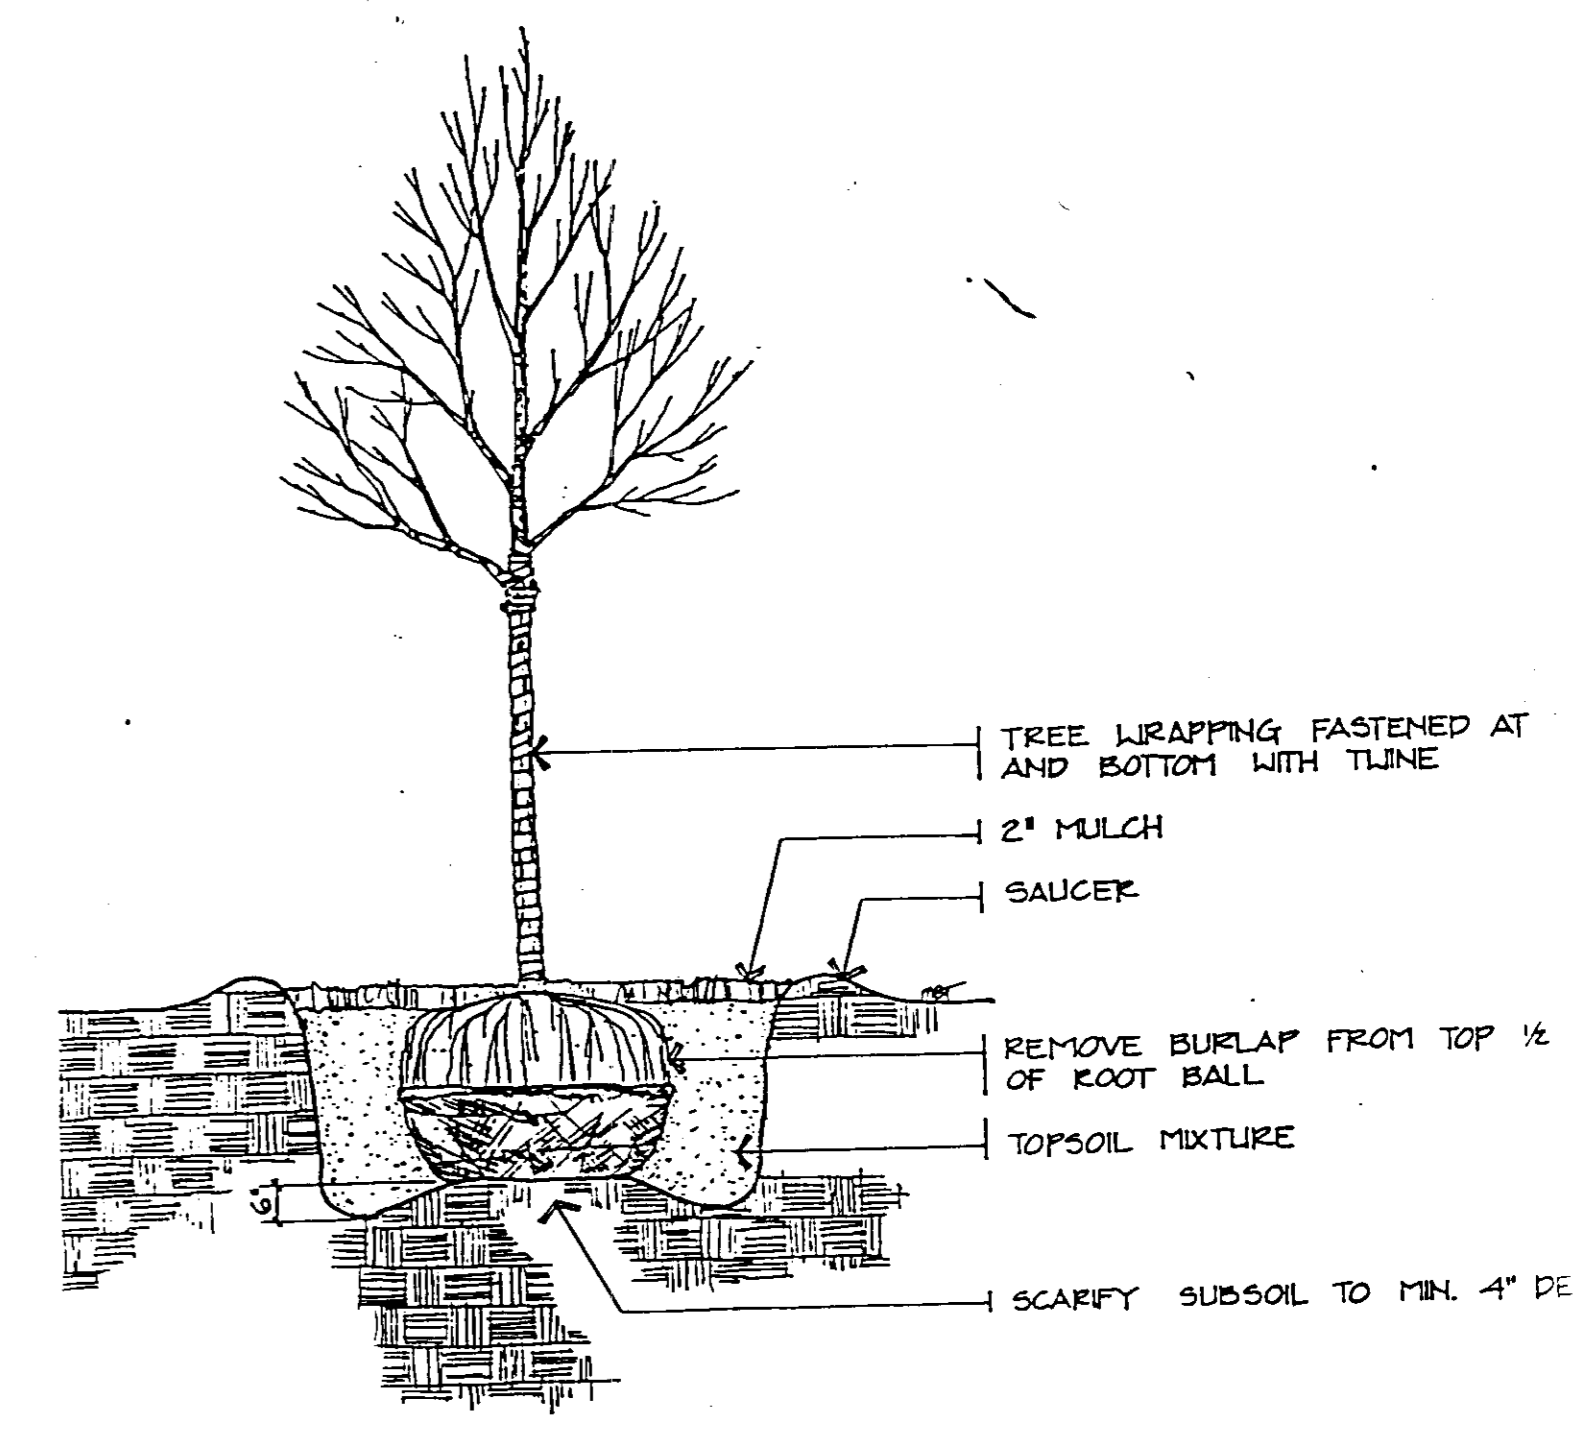 TREE WRAPPING FASTENED AT
AND BOTTOM WITH TWINE
2" MULCH
SAUCER
REMOVE BURLAP FROM TOP 1/2
OF ROOT BALL
TOPSOIL MIXTURE
6"
SCARIFY SUBSOIL TO MIN. 4" DE